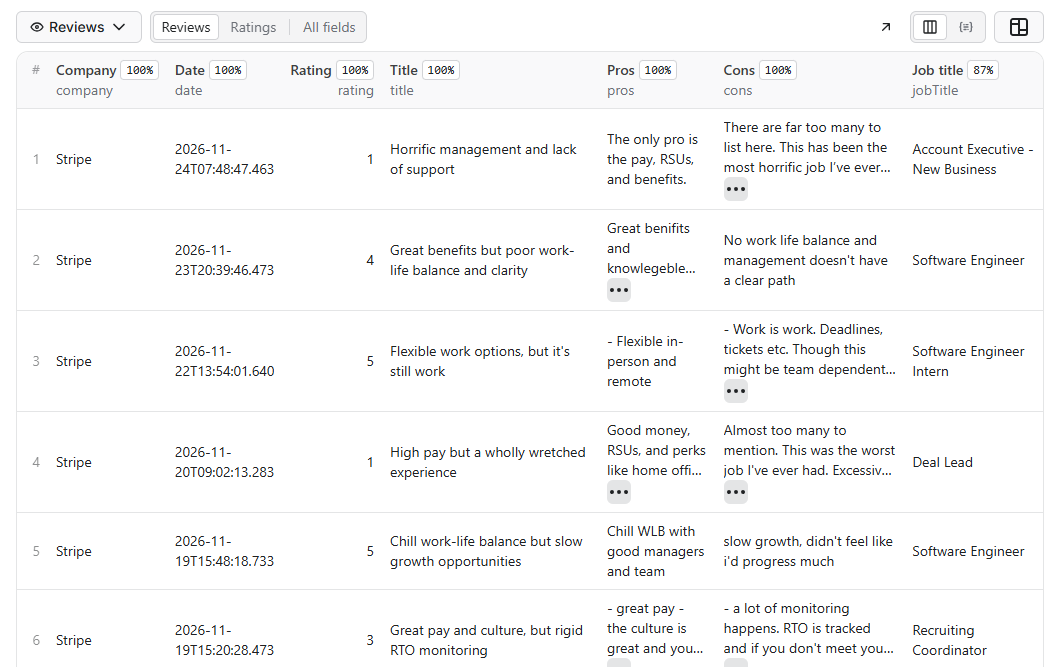 Reviews
Reviews Ratings All fields
# Company 100% Date 100% Rating 100% Title 100% Pros 100% Cons 100% Job title 87%
company date rating title pros cons jobTitle
1
Stripe
2026-11-
24T07:48:47.463
1
Horrific management and lack
of support
The only pro is
the pay, RSUs,
and benefits.
There are far too many to
list here. This has been the
most horrific job I’ve ever...
•••
Account Executive -
New Business
2
Stripe
2026-11-
23T20:39:46.473
4
Great benefits but poor work-
life balance and clarity
Great benifits
and
knowlegeble...
•••
No work life balance and
management doesn't have
a clear path
Software Engineer
3
Stripe
2026-11-
22T13:54:01.640
5
Flexible work options, but it's
still work
- Flexible in-
person and
remote
- Work is work. Deadlines,
tickets etc. Though this
might be team dependent...
•••
Software Engineer
Intern
4
Stripe
2026-11-
20T09:02:13.283
1
High pay but a wholly wretched
experience
Good money,
RSUs, and perks
like home offi...
•••
Almost too many to
mention. This was the worst
job I've ever had. Excessiv...
•••
Deal Lead
5
Stripe
2026-11-
19T15:48:18.733
5
Chill work-life balance but slow
growth opportunities
Chill WLB with
good managers
and team
slow growth, didn't feel like
i'd progress much
Software Engineer
6
Stripe
2026-11-
19T15:20:28.473
3
Great pay and culture, but rigid
RTO monitoring
- great pay -
the culture is
great and you...
- a lot of monitoring
happens. RTO is tracked
and if you don't meet you...
Recruiting
Coordinator